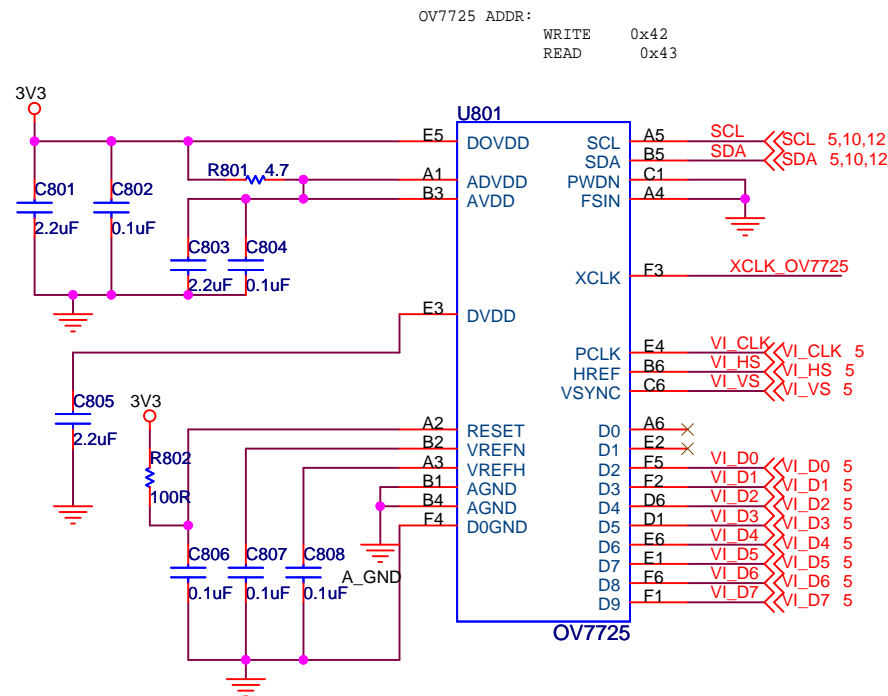 OV7725 ADDR:
WRITE 0x42
READ 0x43
3V3
U801
E5 DOVDD SCL A5 SCL SCL 5,10,12
SDA B5 SDA SDA 5,10,12
R801 4.7
A1 ADVDD PWDN C1
B3 AVDD FSIN A4
C801 C802
2.2uF 0.1uF
C803 C804
2.2uF 0.1uF
XCLK F3 XCLK_OV7725
E3 DVDD
PCLK E4 VI_CLK VI_CLK 5
HREF B6 VI_HS VI_HS 5
VSYNC C6 VI_VS VI_VS 5
C805
2.2uF
3V3
A2 RESET D0 A6
B2 VREFN D1 E2
R802
100R
A3 VREFH D2 F5 VI_D0 VI_D0 5
B1 AGND D3 F2 VI_D1 VI_D1 5
B4 AGND D4 D6 VI_D2 VI_D2 5
F4 D0GND D5 D1 VI_D3 VI_D3 5
D6 E6 VI_D4 VI_D4 5
D7 E1 VI_D5 VI_D5 5
D8 F6 VI_D6 VI_D6 5
D9 F1 VI_D7 VI_D7 5
C806 C807 C808
0.1uF 0.1uF 0.1uF
A_GND
OV7725